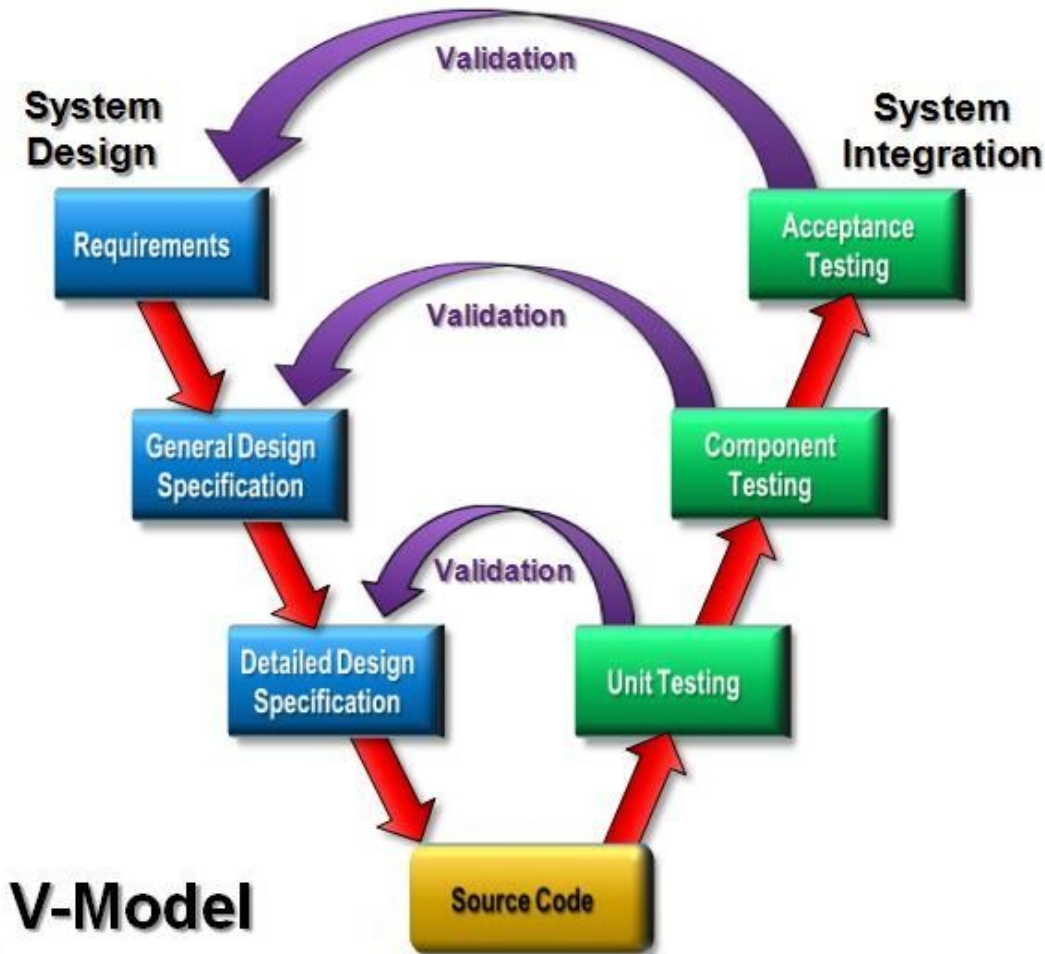 Validation
System
Design
System
Integration
Requirements
Acceptance
Testing
Validation
General Design
Specification
Component
Testing
Validation
Detailed Design
Specification
Unit Testing
Source Code
V-Model